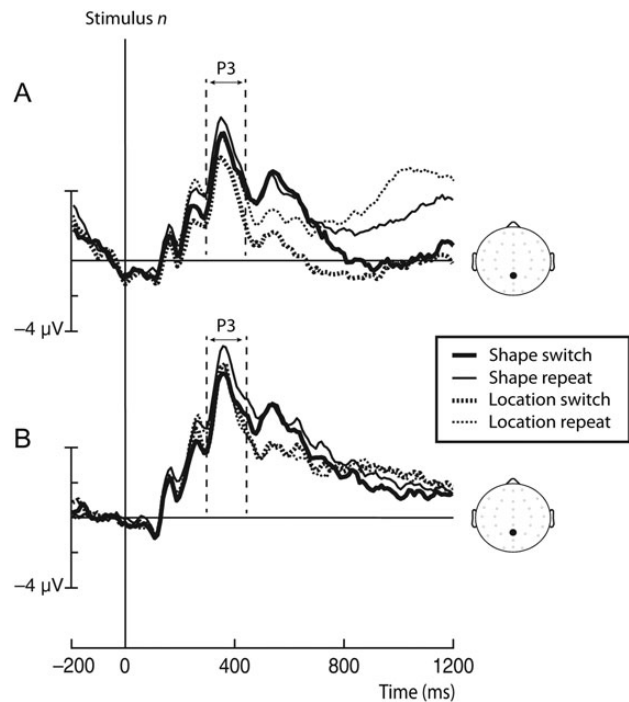 Stimulus n
P3
A
−4 µV
P3
Shape switch
Shape repeat
Location switch
Location repeat
B
−4 µV
−200 0 400 800 1200
Time (ms)